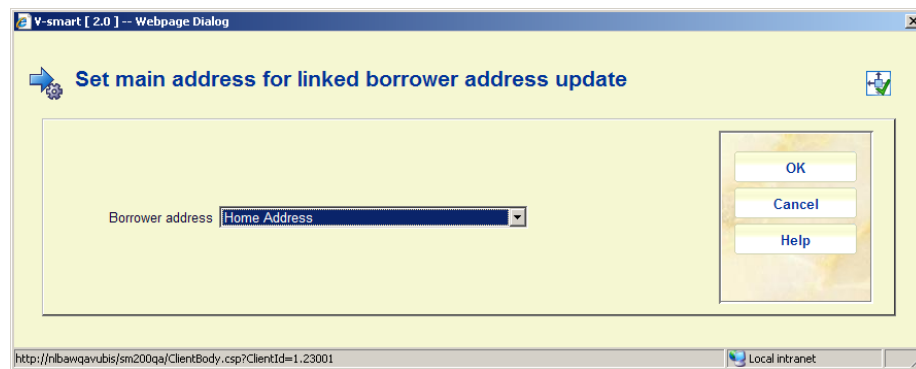 V-smart [ 2.0 ] -- Webpage Dialog
Set main address for linked borrower address update
Borrower address Home Address
OK
Cancel
Help
http://nlbawqavubis/sm200qa/ClientBody.csp?ClientId=1.23001
Local intranet